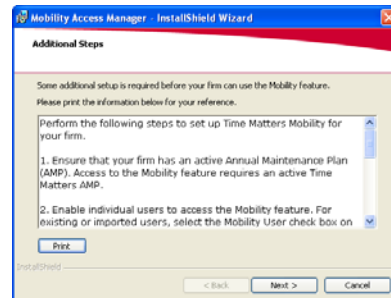 Mobility Access Manager - InstallShield Wizard
Additional Steps
Some additional setup is required before your firm can use the Mobility feature.
Please print the information below for your reference.
Perform the following steps to set up Time Matters Mobility for
your firm.
1. Ensure that your firm has an active Annual Maintenance Plan
(AMP). Access to the Mobility feature requires an active Time
Matters AMP.
2. Enable individual users to access the Mobility feature. For
existing or imported users, select the Mobility User check box on
Print
InstallShield
< Back
Next >
Cancel